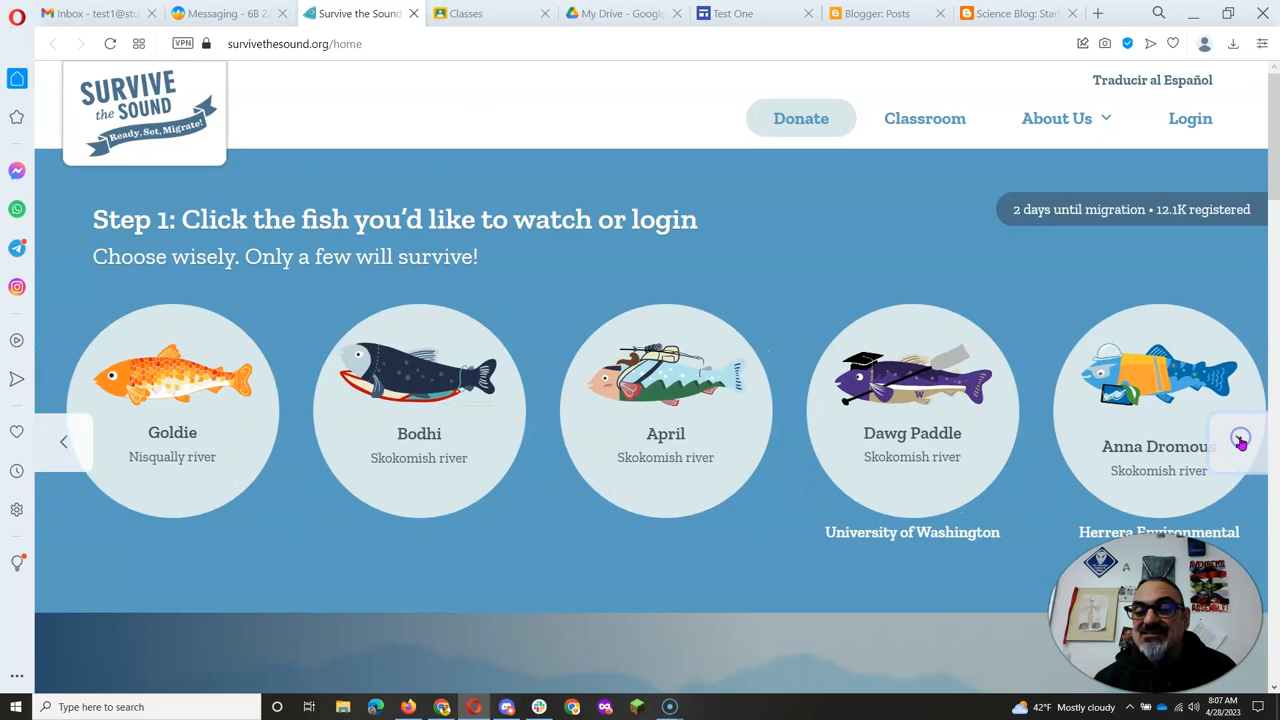 Inbox - test1@stu
Messaging - 6B 2-
Survive the Sound
Classes
My Drive - Google
Test One
Blogger: Posts
Science Blog: Start
VPN
survivethesound.org/home
SURVIVE
the SOUND
Ready, Set, Migrate!
Traducir al Español
Donate
Classroom
About Us
Login
Step 1: Click the fish you'd like to watch or login
2 days until migration • 12.1K registered
Choose wisely. Only a few will survive!
W
Goldie
Nisqually river
Bodhi
Skokomish river
April
Skokomish river
Dawg Paddle
Skokomish river
Anna Dromous
Skokomish river
University of Washington
Herrera Environmental
ASSEMBLE!
Type here to search
42°F Mostly cloudy
8:07 AM
4/28/2023